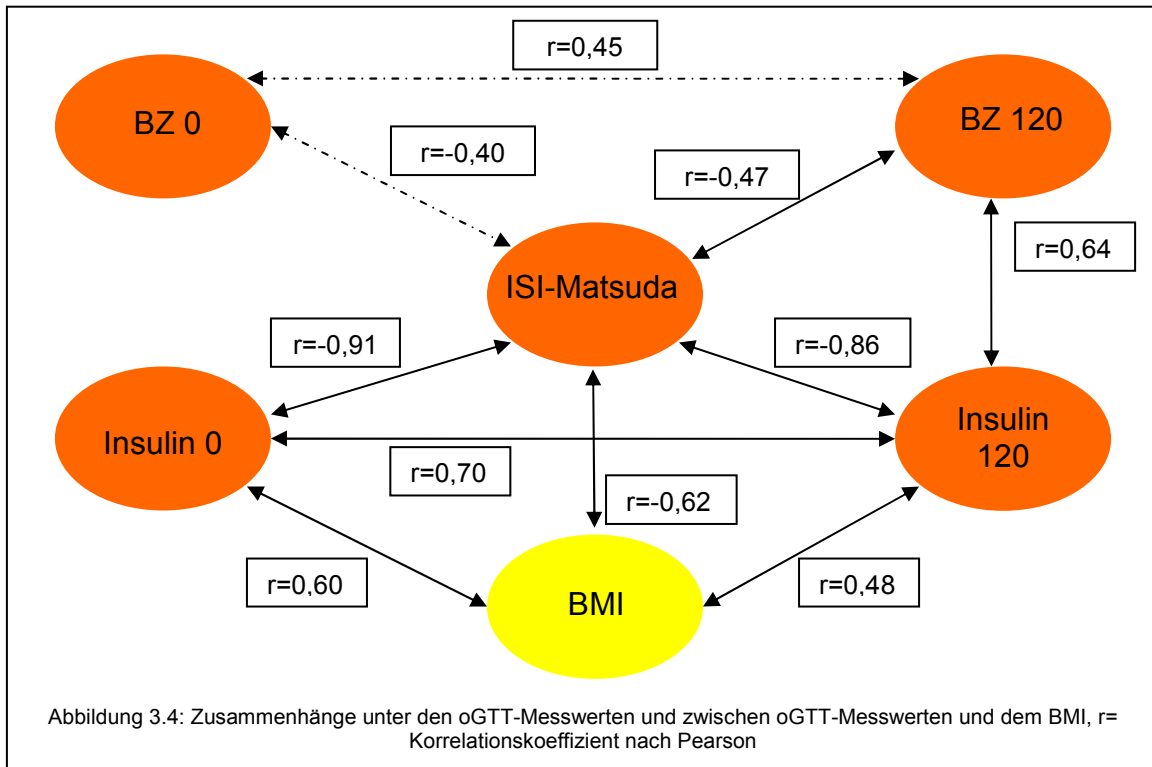 r=0,45
BZ 0
BZ 120
r=-0,40
r=-0,47
r=0,64
ISI-Matsuda
r=-0,91
r=-0,86
Insulin 0
Insulin
120
r=0,70
r=-0,62
r=0,60
r=0,48
BMI
Abbildung 3.4: Zusammenhänge unter den oGTT-Messwerten und zwischen oGTT-Messwerten und dem BMI, r=
Korrelationskoeffizient nach Pearson